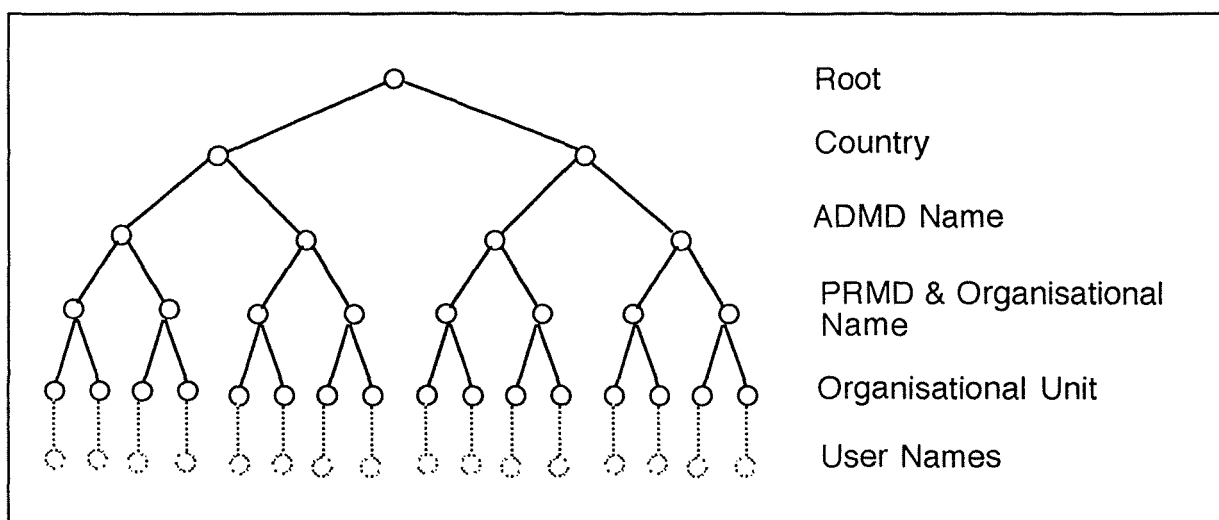 Root
Country
ADMD Name
PRMD & Organisational
Name
Organisational Unit
User Names